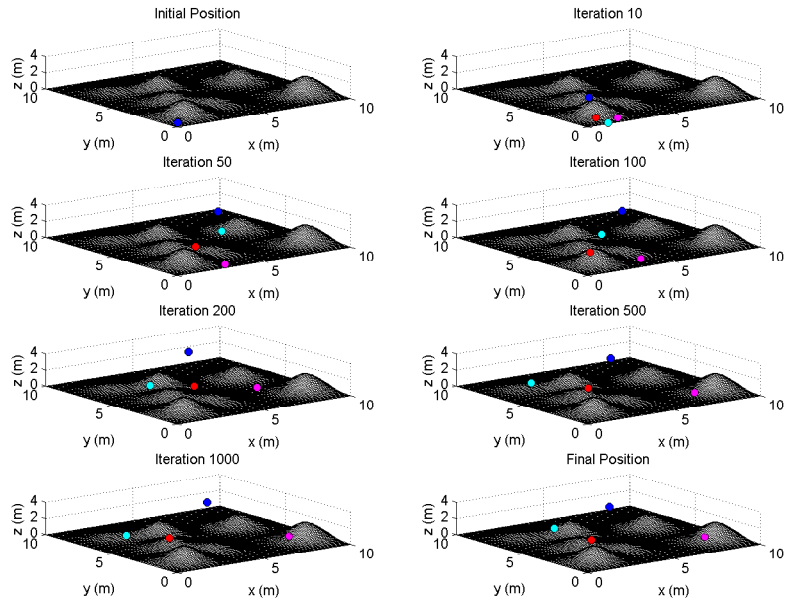 Initial Position
4
2
0
z (m)
10
5
0
y (m)
0
5
10
x (m)
Iteration 10
4
2
0
z (m)
10
5
0
y (m)
0
5
10
x (m)
Iteration 50
4
2
0
z (m)
10
5
0
y (m)
0
5
10
x (m)
Iteration 100
4
2
0
z (m)
10
5
0
y (m)
0
5
10
x (m)
Iteration 200
4
2
0
z (m)
10
5
0
y (m)
0
5
10
x (m)
Iteration 500
4
2
0
z (m)
10
5
0
y (m)
0
5
10
x (m)
Iteration 1000
4
2
0
z (m)
10
5
0
y (m)
0
5
10
x (m)
Final Position
4
2
0
z (m)
10
5
0
y (m)
0
5
10
x (m)